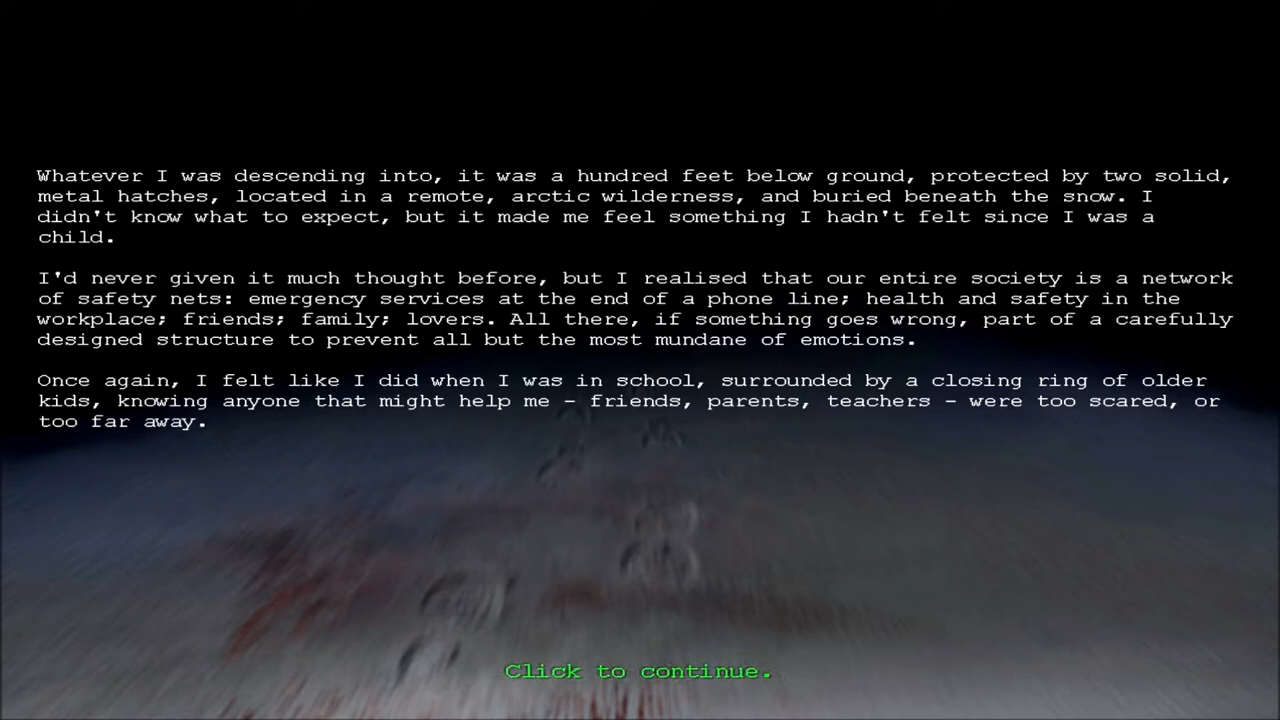 Whatever I was descending into, it was a hundred feet below ground, protected by two solid,
metal hatches, located in a remote, arctic wilderness, and buried beneath the snow. I
didn't know what to expect, but it made me feel something I hadn't felt since I was a
child.
I'd never given it much thought before, but I realised that our entire society is a network
of safety nets: emergency services at the end of a phone line; health and safety in the
workplace; friends; family; lovers. All there, if something goes wrong, part of a carefully
designed structure to prevent all but the most mundane of emotions.
Once again, I felt like I did when I was in school, surrounded by a closing ring of older
kids, knowing anyone that might help me - friends, parents, teachers - were too scared, or
too far away.
Click to continue.